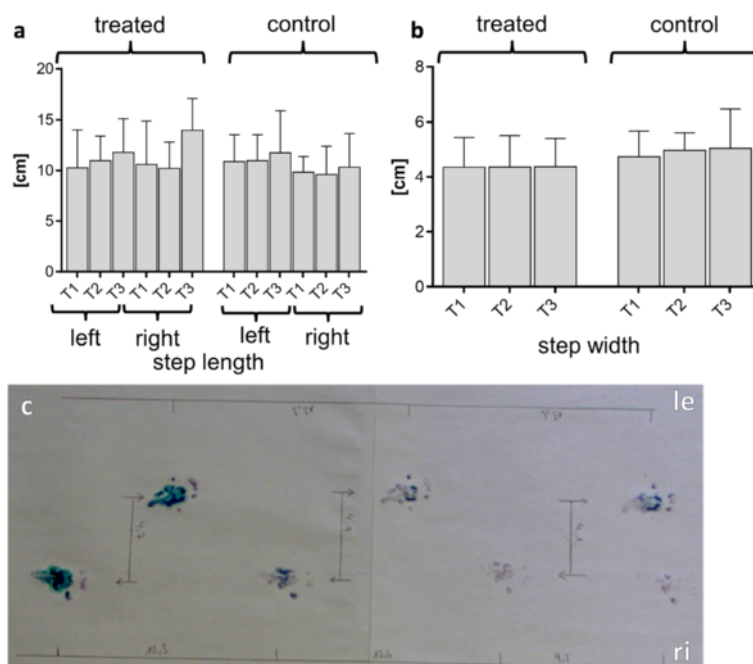 a
treated
control
20
15
10
5
0
[cm]
T1 T2 T3 T1 T2 T3 T1 T2 T3 T1 T2 T3
left right left right
step length
b
treated
control
8
6
4
2
0
[cm]
T1 T2 T3 T1 T2 T3
step width
c
le
12,3
ri